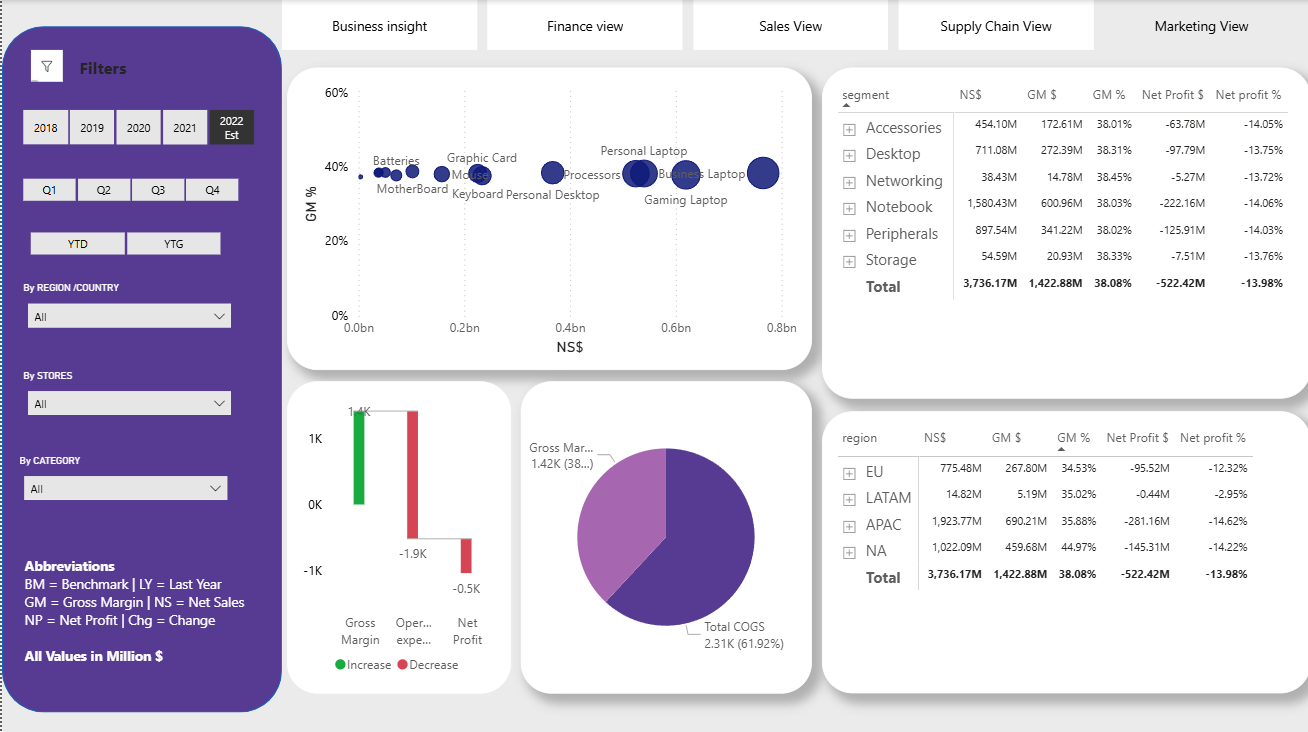 Business insight
Finance view
Sales View
Supply Chain View
Marketing View
Filters
2018
2019
2020
2021
2022
Est
Q1
Q2
Q3
Q4
YTD
YTG
By REGION /COUNTRY
All
By STORES
All
By CATEGORY
All
Abbreviations
BM = Benchmark | LY = Last Year
GM = Gross Margin | NS = Net Sales
NP = Net Profit | Chg = Change
All Values in Million $
60%
40%
20%
0%
GM %
Batteries
MotherBoard
Graphic Card
Mouse
Keyboard
Personal Desktop
Processors
Personal Laptop
Business Laptop
Gaming Laptop
0.0bn
0.2bn
0.4bn
0.6bn
0.8bn
NS$
segment NS$ GM $ GM % Net Profit $ Net profit %
Accessories 454.10M 172.61M 38.01% -63.78M -14.05%
Desktop 711.08M 272.39M 38.31% -97.79M -13.75%
Networking 38.43M 14.78M 38.45% -5.27M -13.72%
Notebook 1,580.43M 600.96M 38.03% -222.16M -14.06%
Peripherals 897.54M 341.22M 38.02% -125.91M -14.03%
Storage 54.59M 20.93M 38.33% -7.51M -13.76%
Total 3,736.17M 1,422.88M 38.08% -522.42M -13.98%
1.4K
1K
0K
-1K
-1.9K
-0.5K
Gross
Margin
Oper...
expe...
Net
Profit
Increase
Decrease
Gross Mar...
1.42K (38...)
Total COGS
2.31K (61.92%)
region NS$ GM $ GM % Net Profit $ Net profit %
EU 775.48M 267.80M 34.53% -95.52M -12.32%
LATAM 14.82M 5.19M 35.02% -0.44M -2.95%
APAC 1,923.77M 690.21M 35.88% -281.16M -14.62%
NA 1,022.09M 459.68M 44.97% -145.31M -14.22%
Total 3,736.17M 1,422.88M 38.08% -522.42M -13.98%